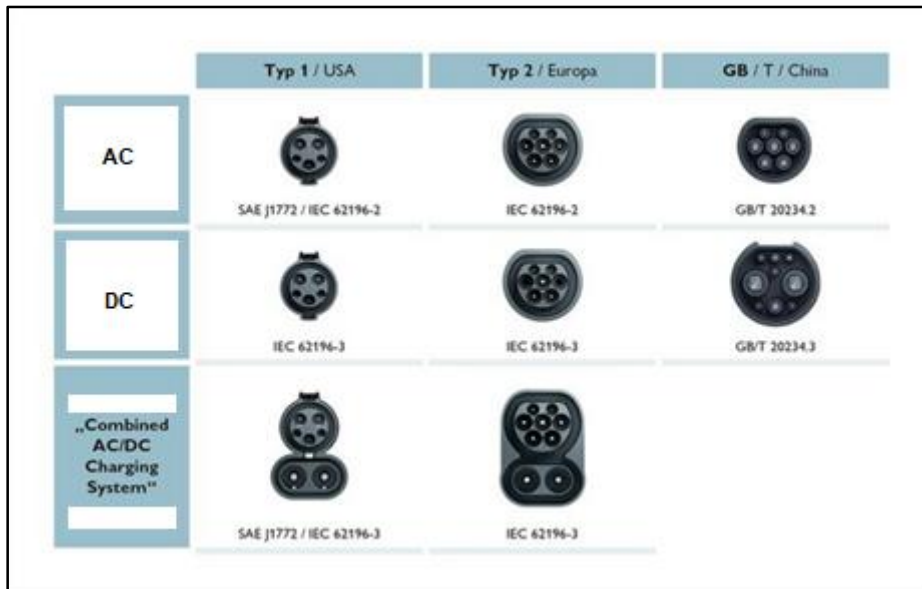 Typ 1 / USA
Typ 2 / Europa
GB / T / China
AC
SAE J1772 / IEC 62196-2
IEC 62196-2
GB/T 20234.2
DC
IEC 62196-3
IEC 62196-3
GB/T 20234.3
„Combined
AC/DC
Charging
System“
SAE J1772 / IEC 62196-3
IEC 62196-3